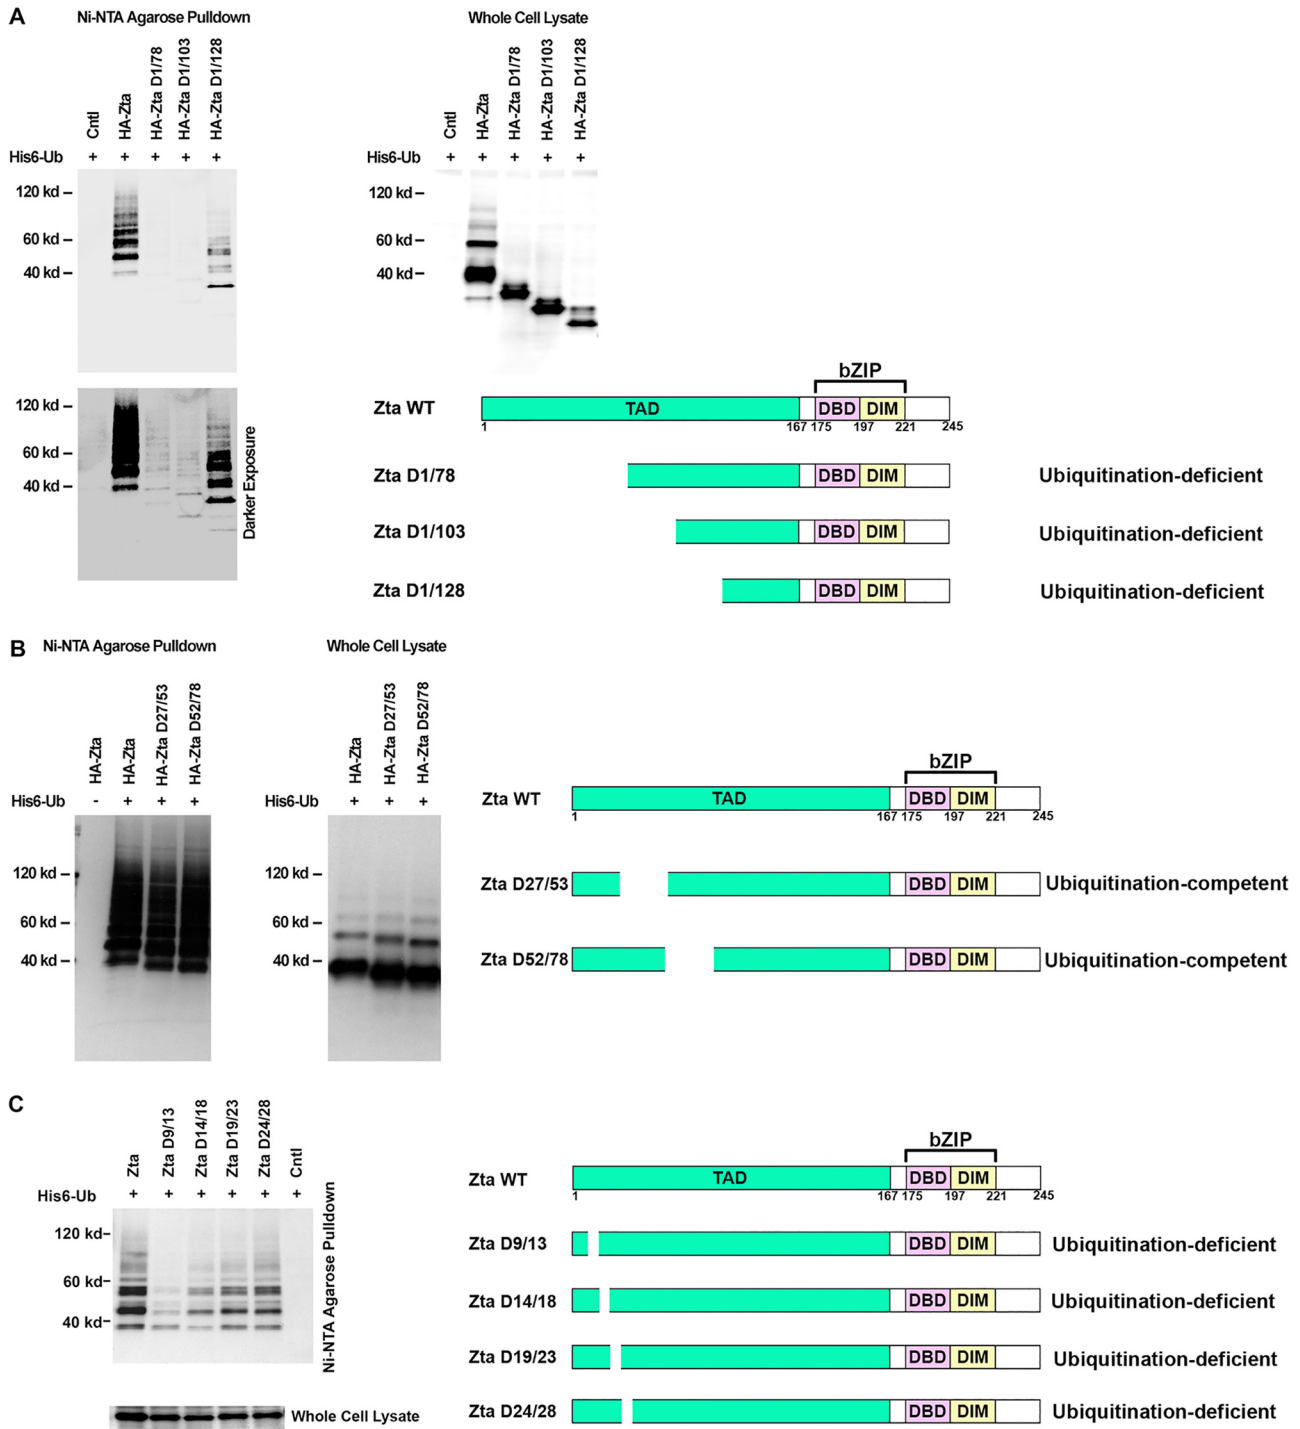 A
Ni-NTA Agarose Pulldown
Whole Cell Lysate
Cntl
HA-Zta
HA-Zta D1/78
HA-Zta D1/103
HA-Zta D1/128
Cntl
HA-Zta
HA-Zta D1/78
HA-Zta D1/103
HA-Zta D1/128
His6-Ub + + + + +
His6-Ub + + + + +
120 kd –
60 kd –
40 kd –
120 kd –
60 kd –
40 kd –
120 kd –
60 kd –
40 kd –
Darker Exposure
bZIP
Zta WT TAD DBD DIM
1 167 175 197 221 245
Zta D1/78 DBD DIM Ubiquitination-deficient
Zta D1/103 DBD DIM Ubiquitination-deficient
Zta D1/128 DBD DIM Ubiquitination-deficient
B
Ni-NTA Agarose Pulldown
Whole Cell Lysate
HA-Zta
HA-Zta
HA-Zta D27/53
HA-Zta D52/78
HA-Zta
HA-Zta D27/53
HA-Zta D52/78
His6-Ub - + + +
His6-Ub + + +
120 kd –
60 kd –
40 kd –
120 kd –
60 kd –
40 kd –
bZIP
Zta WT TAD DBD DIM
1 167 175 197 221 245
Zta D27/53 DBD DIM Ubiquitination-competent
Zta D52/78 DBD DIM Ubiquitination-competent
C
Zta
Zta D9/13
Zta D14/18
Zta D19/23
Zta D24/28
Cntl
His6-Ub + + + + + +
120 kd–
60 kd–
40 kd–
Ni-NTA Agarose Pulldown
Whole Cell Lysate
bZIP
Zta WT TAD DBD DIM
1 167 175 197 221 245
Zta D9/13 DBD DIM Ubiquitination-deficient
Zta D14/18 DBD DIM Ubiquitination-deficient
Zta D19/23 DBD DIM Ubiquitination-deficient
Zta D24/28 DBD DIM Ubiquitination-deficient